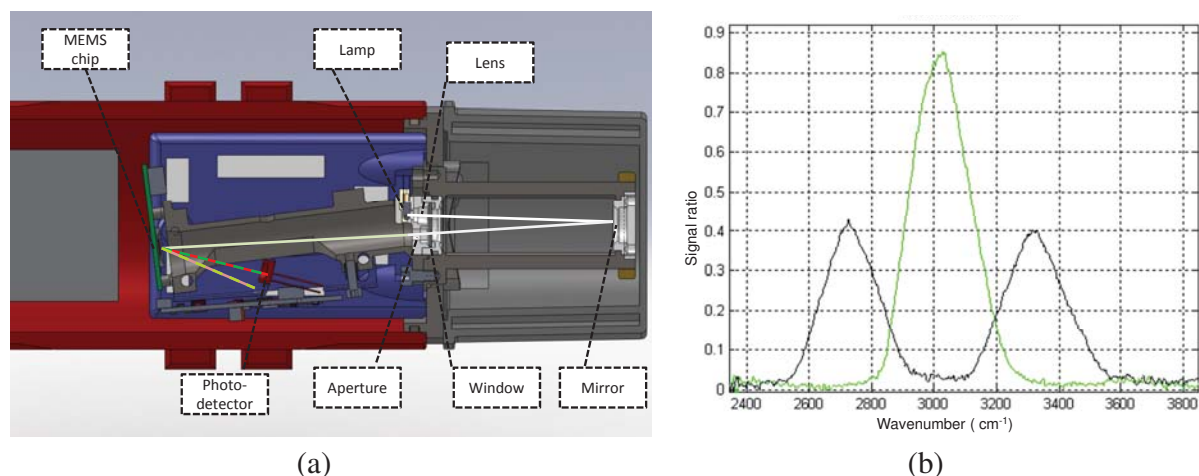 MEMS
chip
Lamp
Lens
Photo-
detector
Aperture
Window
Mirror
(a)
0.9
0.8
0.7
0.6
0.5
0.4
0.3
0.2
0.1
0
Signal ratio
2400 2600 2800 3000 3200 3400 3600 3800
Wavenumber ( cm-1)
(b)